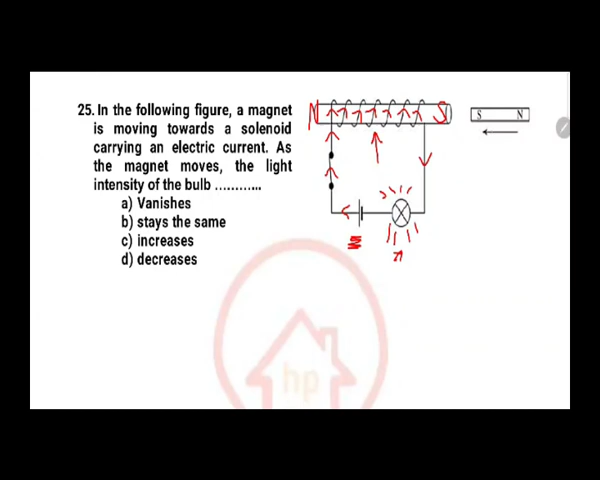 25. In the following figure, a magnet
is moving towards a solenoid
carrying an electric current. As
the magnet moves, the light
intensity of the bulb ............
a) Vanishes
b) stays the same
c) increases
d) decreases
N S
S N
hp